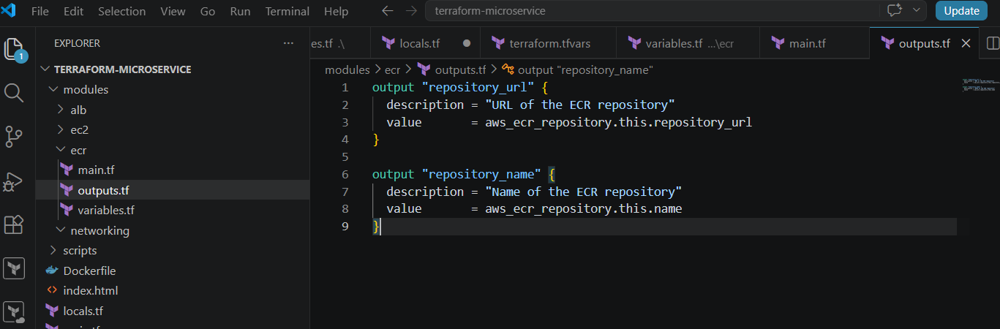 File Edit Selection View Go Run Terminal Help
terraform-microservice
Update
EXPLORER
1
TERRAFORM-MICROSERVICE
modules
alb
ec2
ecr
main.tf
outputs.tf
variables.tf
networking
scripts
Dockerfile
index.html
locals.tf
es.tf .\ locals.tf terraform.tfvars variables.tf ...\ecr main.tf outputs.tf
modules > ecr > outputs.tf > output "repository_name"
1 output "repository_url" {
2 description = "URL of the ECR repository"
3 value = aws_ecr_repository.this.repository_url
4 }
5
6 output "repository_name" {
7 description = "Name of the ECR repository"
8 value = aws_ecr_repository.this.name
9 }